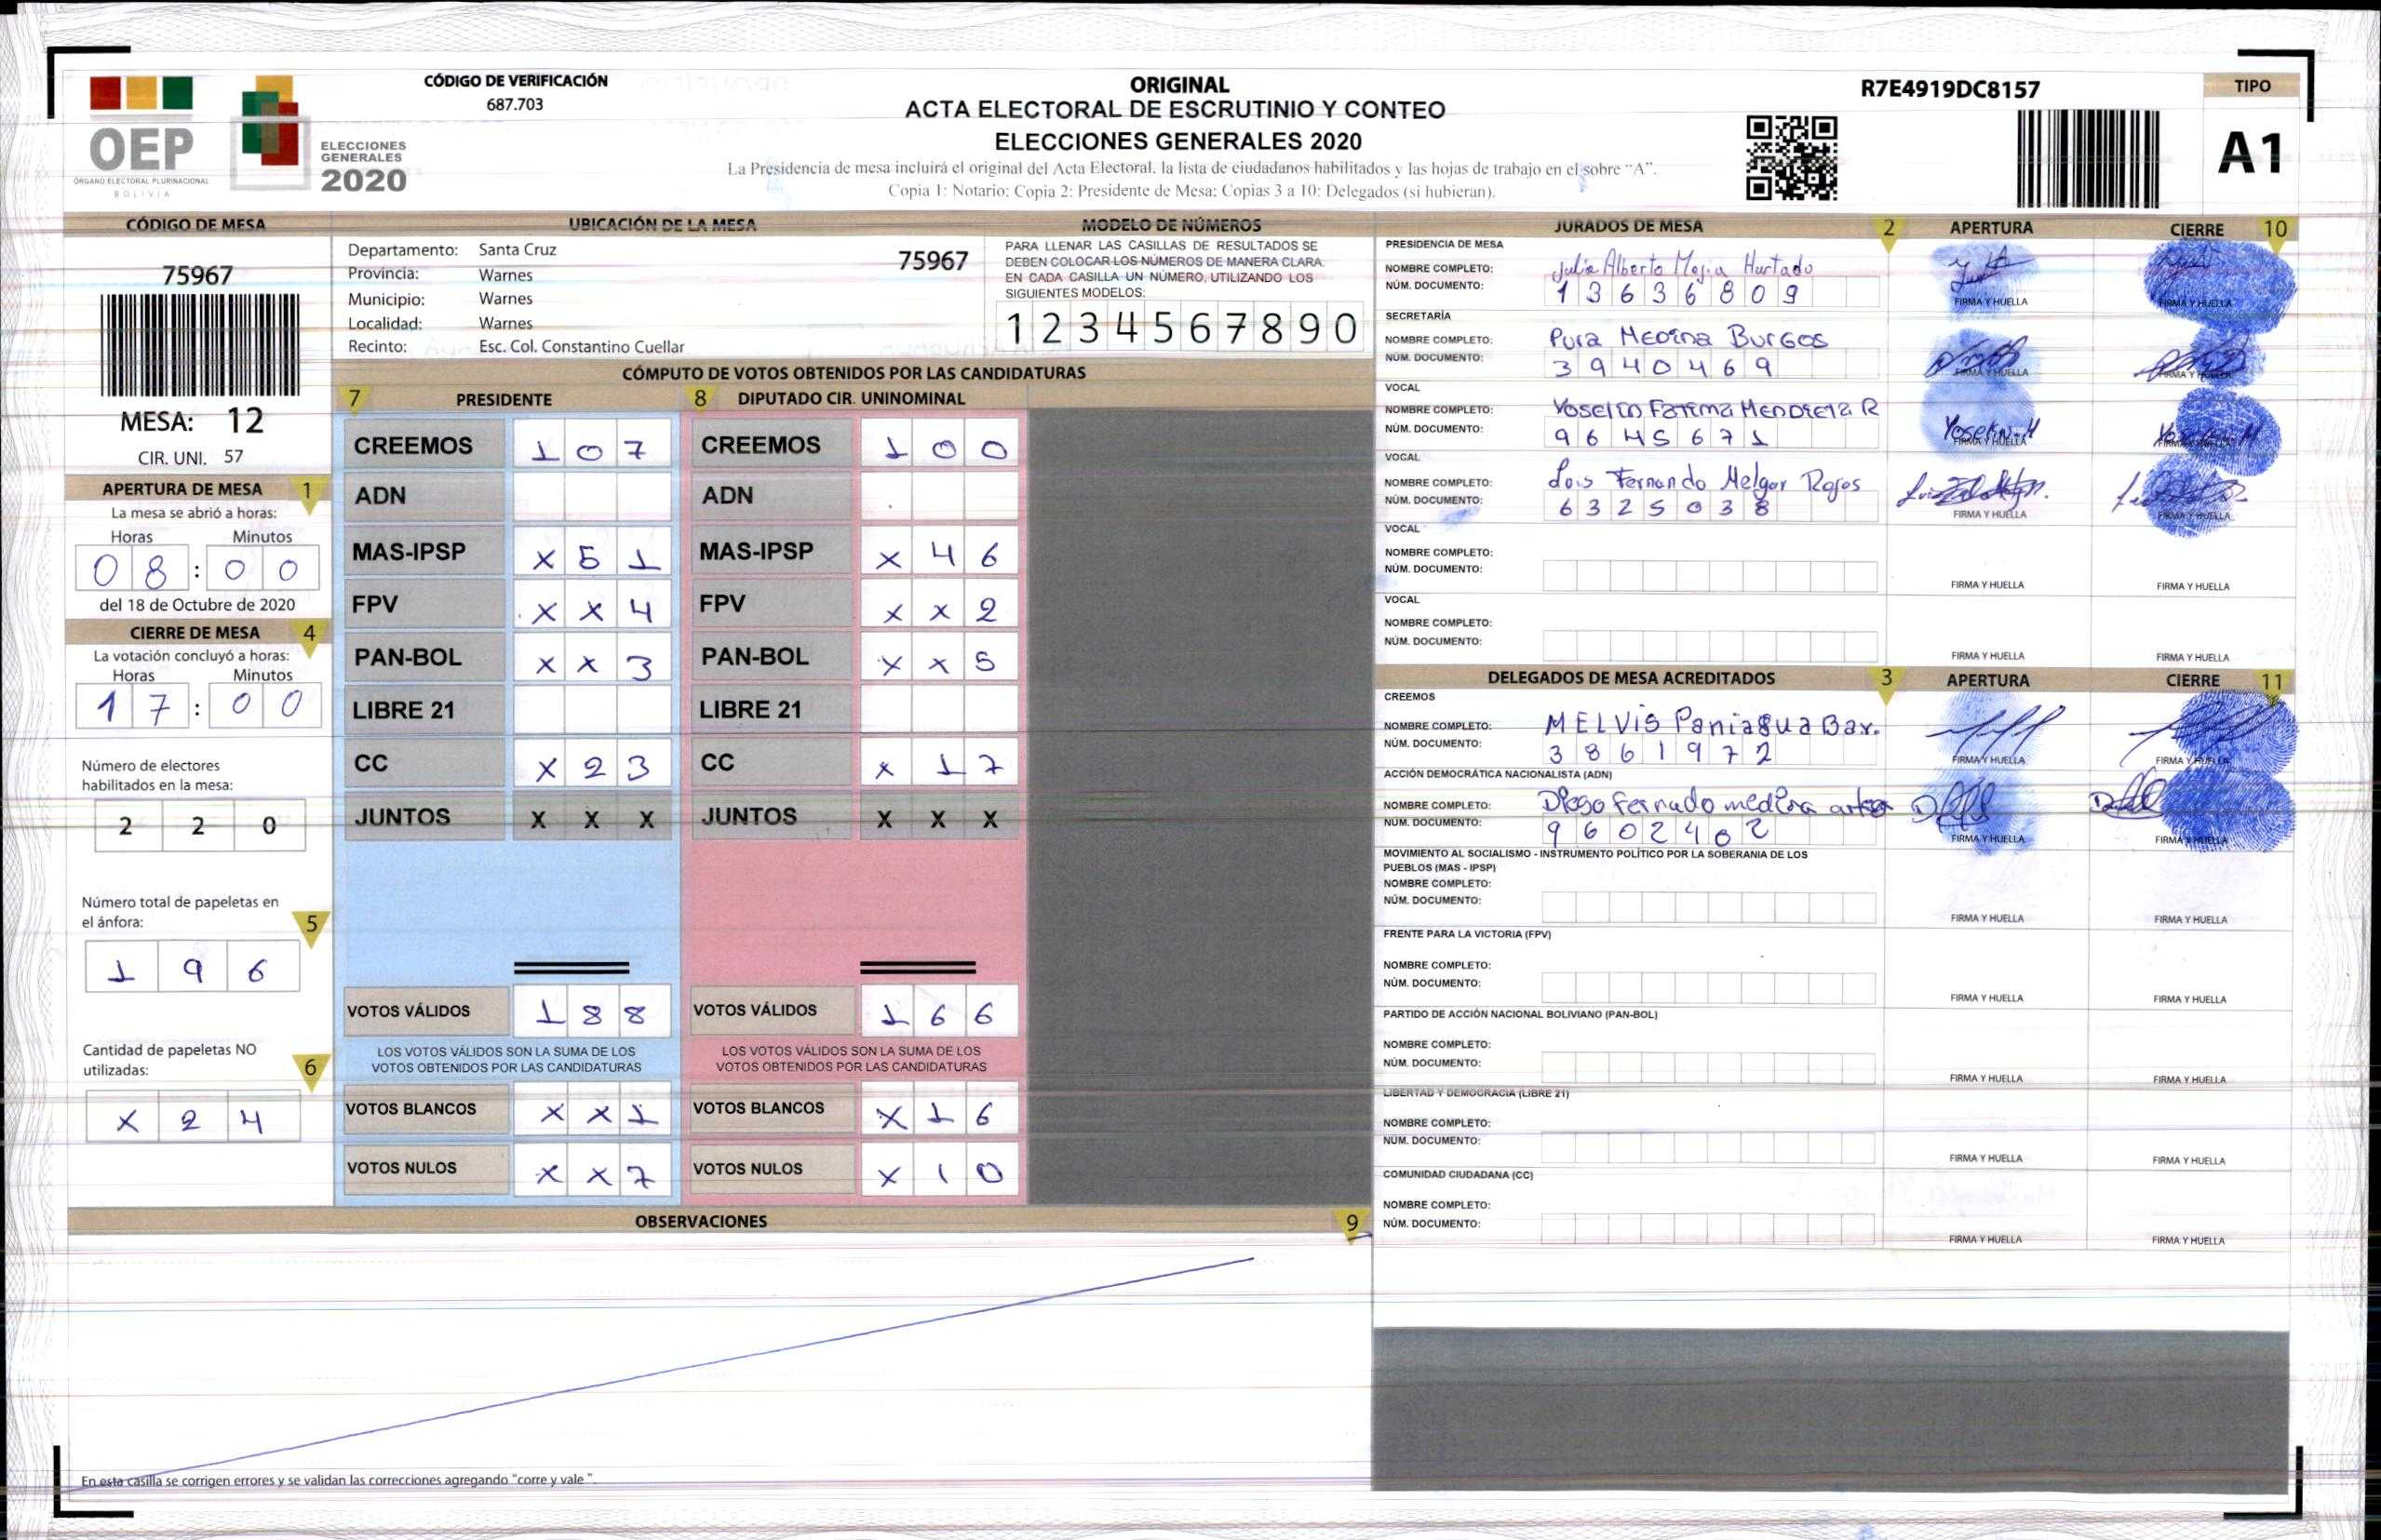 CÓDIGO DE VERIFICACIÓN
687.703
OEP
ÓRGANO ELECTORAL PLURINACIONAL
BOLIVIA
ELECCIONES
GENERALES
2020
ORIGINAL
ACTA ELECTORAL DE ESCRUTINIO Y CONTEO
ELECCIONES GENERALES 2020
La Presidencia de mesa incluirá el original del Acta Electoral, la lista de ciudadanos habilitados y las hojas de trabajo en el sobre "A".
Copia 1: Notario; Copia 2: Presidente de Mesa; Copias 3 a 10: Delegados (si hubieran).
R7E4919DC8157
TIPO
A1
CÓDIGO DE MESA
75967
MESA: 12
CIR. UNI. 57
APERTURA DE MESA 1
La mesa se abrió a horas:
Horas Minutos
08 : 00
del 18 de Octubre de 2020
CIERRE DE MESA 4
La votación concluyó a horas:
Horas Minutos
17 : 00
Número de electores
habilitados en la mesa:
2 2 0
Número total de papeletas en
el ánfora: 5
1 9 6
Cantidad de papeletas NO
utilizadas: 6
X 2 4
UBICACIÓN DE LA MESA
Departamento: Santa Cruz
75967
Provincia: Warnes
Municipio: Warnes
Localidad: Warnes
Recinto: Esc. Col. Constantino Cuellar
MODELO DE NÚMEROS
PARA LLENAR LAS CASILLAS DE RESULTADOS SE
DEBEN COLOCAR LOS NÚMEROS DE MANERA CLARA.
EN CADA CASILLA UN NÚMERO, UTILIZANDO LOS
SIGUIENTES MODELOS:
1 2 3 4 5 6 7 8 9 0
CÓMPUTO DE VOTOS OBTENIDOS POR LAS CANDIDATURAS
7 PRESIDENTE 8 DIPUTADO CIR. UNINOMINAL
CREEMOS 1 0 7 CREEMOS 1 0 0
ADN ADN
MAS-IPSP X 5 1 MAS-IPSP X 4 6
FPV X X 4 FPV X X 2
PAN-BOL X X 3 PAN-BOL X X 5
LIBRE 21 LIBRE 21
CC X 2 3 CC X 1 7
JUNTOS X X X JUNTOS X X X
VOTOS VÁLIDOS 1 8 8 VOTOS VÁLIDOS 1 6 6
LOS VOTOS VÁLIDOS SON LA SUMA DE LOS LOS VOTOS VÁLIDOS SON LA SUMA DE LOS
VOTOS OBTENIDOS POR LAS CANDIDATURAS VOTOS OBTENIDOS POR LAS CANDIDATURAS
VOTOS BLANCOS X X 1 VOTOS BLANCOS X 1 6
VOTOS NULOS X X 7 VOTOS NULOS X 1 0
OBSERVACIONES 9
En esta casilla se corrigen errores y se validan las correcciones agregando "corre y vale".
JURADOS DE MESA 2 APERTURA CIERRE 10
PRESIDENCIA DE MESA
NOMBRE COMPLETO: Julio Alberto Mejia Hurtado
NÚM. DOCUMENTO: 1 3 6 3 6 8 0 9
FIRMA Y HUELLA FIRMA Y HUELLA
SECRETARÍA
NOMBRE COMPLETO: Pura Medina Burgos
NÚM. DOCUMENTO: 3 9 4 0 4 6 9
FIRMA Y HUELLA FIRMA Y HUELLA
VOCAL
NOMBRE COMPLETO: Yoselin Fatima Mendieta R
NÚM. DOCUMENTO: 9 6 4 5 6 7 1
Yoselin.M
FIRMA Y HUELLA FIRMA Y HUELLA
VOCAL
NOMBRE COMPLETO: Luis Fernando Melgar Rojas
NÚM. DOCUMENTO: 6 3 2 5 0 3 8
FIRMA Y HUELLA FIRMA Y HUELLA
VOCAL
NOMBRE COMPLETO:
NÚM. DOCUMENTO:
FIRMA Y HUELLA FIRMA Y HUELLA
VOCAL
NOMBRE COMPLETO:
NÚM. DOCUMENTO:
FIRMA Y HUELLA FIRMA Y HUELLA
DELEGADOS DE MESA ACREDITADOS 3 APERTURA CIERRE 11
CREEMOS
NOMBRE COMPLETO: MELVIS Paniagua Bar.
NÚM. DOCUMENTO: 3 8 6 1 9 7 2
FIRMA Y HUELLA FIRMA Y HUELLA
ACCIÓN DEMOCRÁTICA NACIONALISTA (ADN)
NOMBRE COMPLETO: Diego Fernado medina
NÚM. DOCUMENTO: 9 6 0 2 4 0 2
FIRMA Y HUELLA FIRMA Y HUELLA
MOVIMIENTO AL SOCIALISMO - INSTRUMENTO POLÍTICO POR LA SOBERANIA DE LOS
PUEBLOS (MAS - IPSP)
NOMBRE COMPLETO:
NÚM. DOCUMENTO:
FIRMA Y HUELLA FIRMA Y HUELLA
FRENTE PARA LA VICTORIA (FPV)
NOMBRE COMPLETO:
NÚM. DOCUMENTO:
FIRMA Y HUELLA FIRMA Y HUELLA
PARTIDO DE ACCIÓN NACIONAL BOLIVIANO (PAN-BOL)
NOMBRE COMPLETO:
NÚM. DOCUMENTO:
FIRMA Y HUELLA FIRMA Y HUELLA
LIBERTAD Y DEMOCRACIA (LIBRE 21)
NOMBRE COMPLETO:
NÚM. DOCUMENTO:
FIRMA Y HUELLA FIRMA Y HUELLA
COMUNIDAD CIUDADANA (CC)
NOMBRE COMPLETO:
NÚM. DOCUMENTO:
FIRMA Y HUELLA FIRMA Y HUELLA